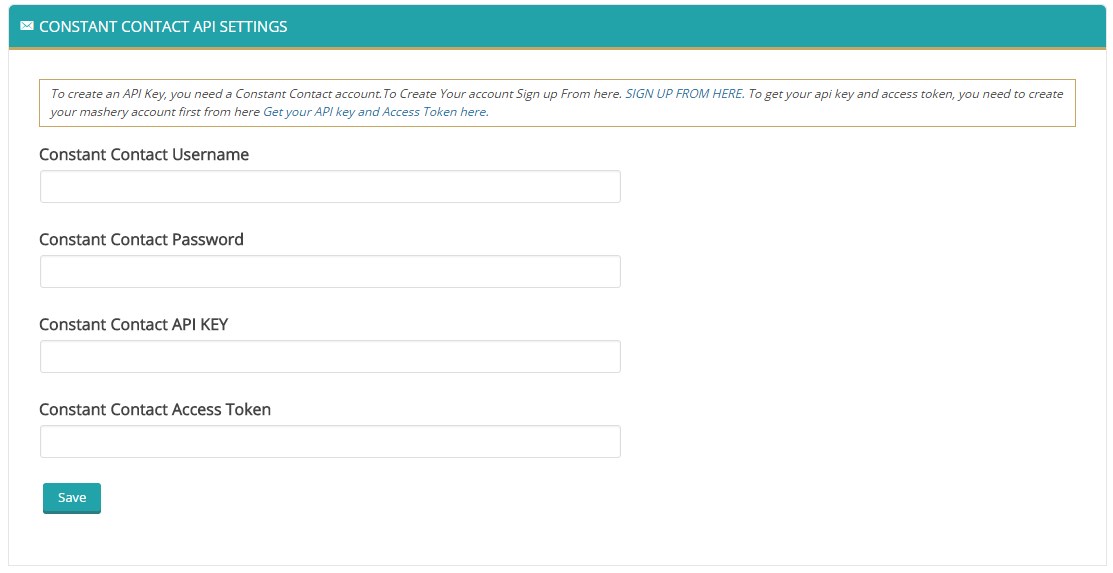 CONSTANT CONTACT API SETTINGS
To create an API Key, you need a Constant Contact account.To Create Your account Sign up From here. SIGN UP FROM HERE. To get your api key and access token, you need to create
your mashery account first from here Get your API key and Access Token here.
Constant Contact Username
Constant Contact Password
Constant Contact API KEY
Constant Contact Access Token
Save